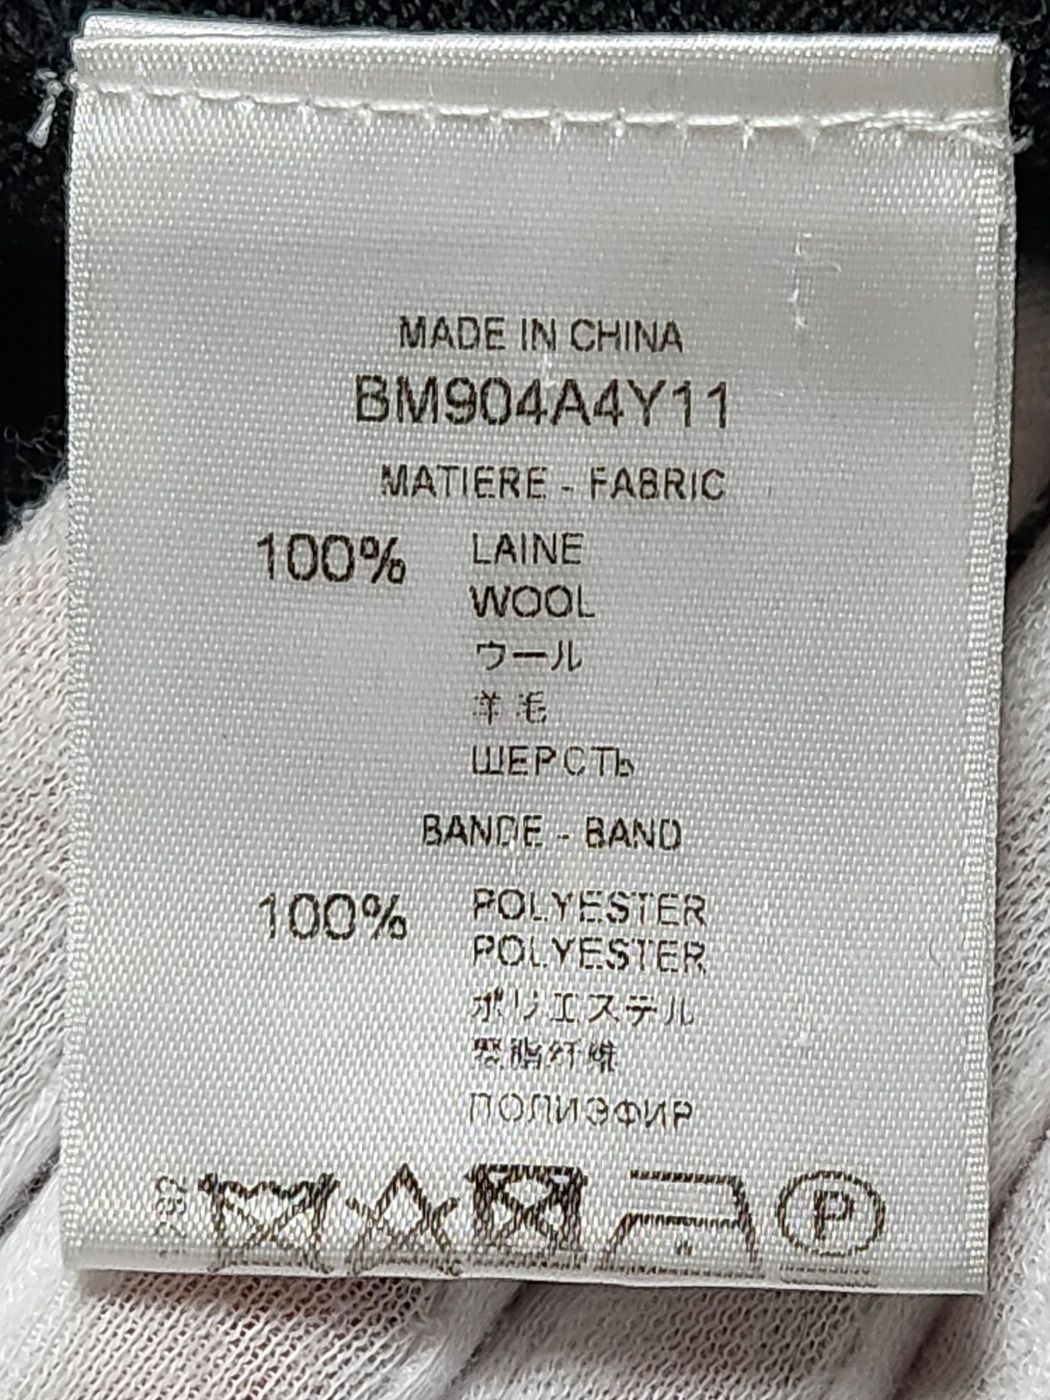 MADE IN CHINA
BM904A4Y11
MATIERE - FABRIC
100% LAINE
WOOL
ウール
羊毛
ШЕРСТЬ
BANDE - BAND
100% POLYESTER
POLYESTER
ポリエステル
聚脂纤维
ПОЛИЭФИР
P